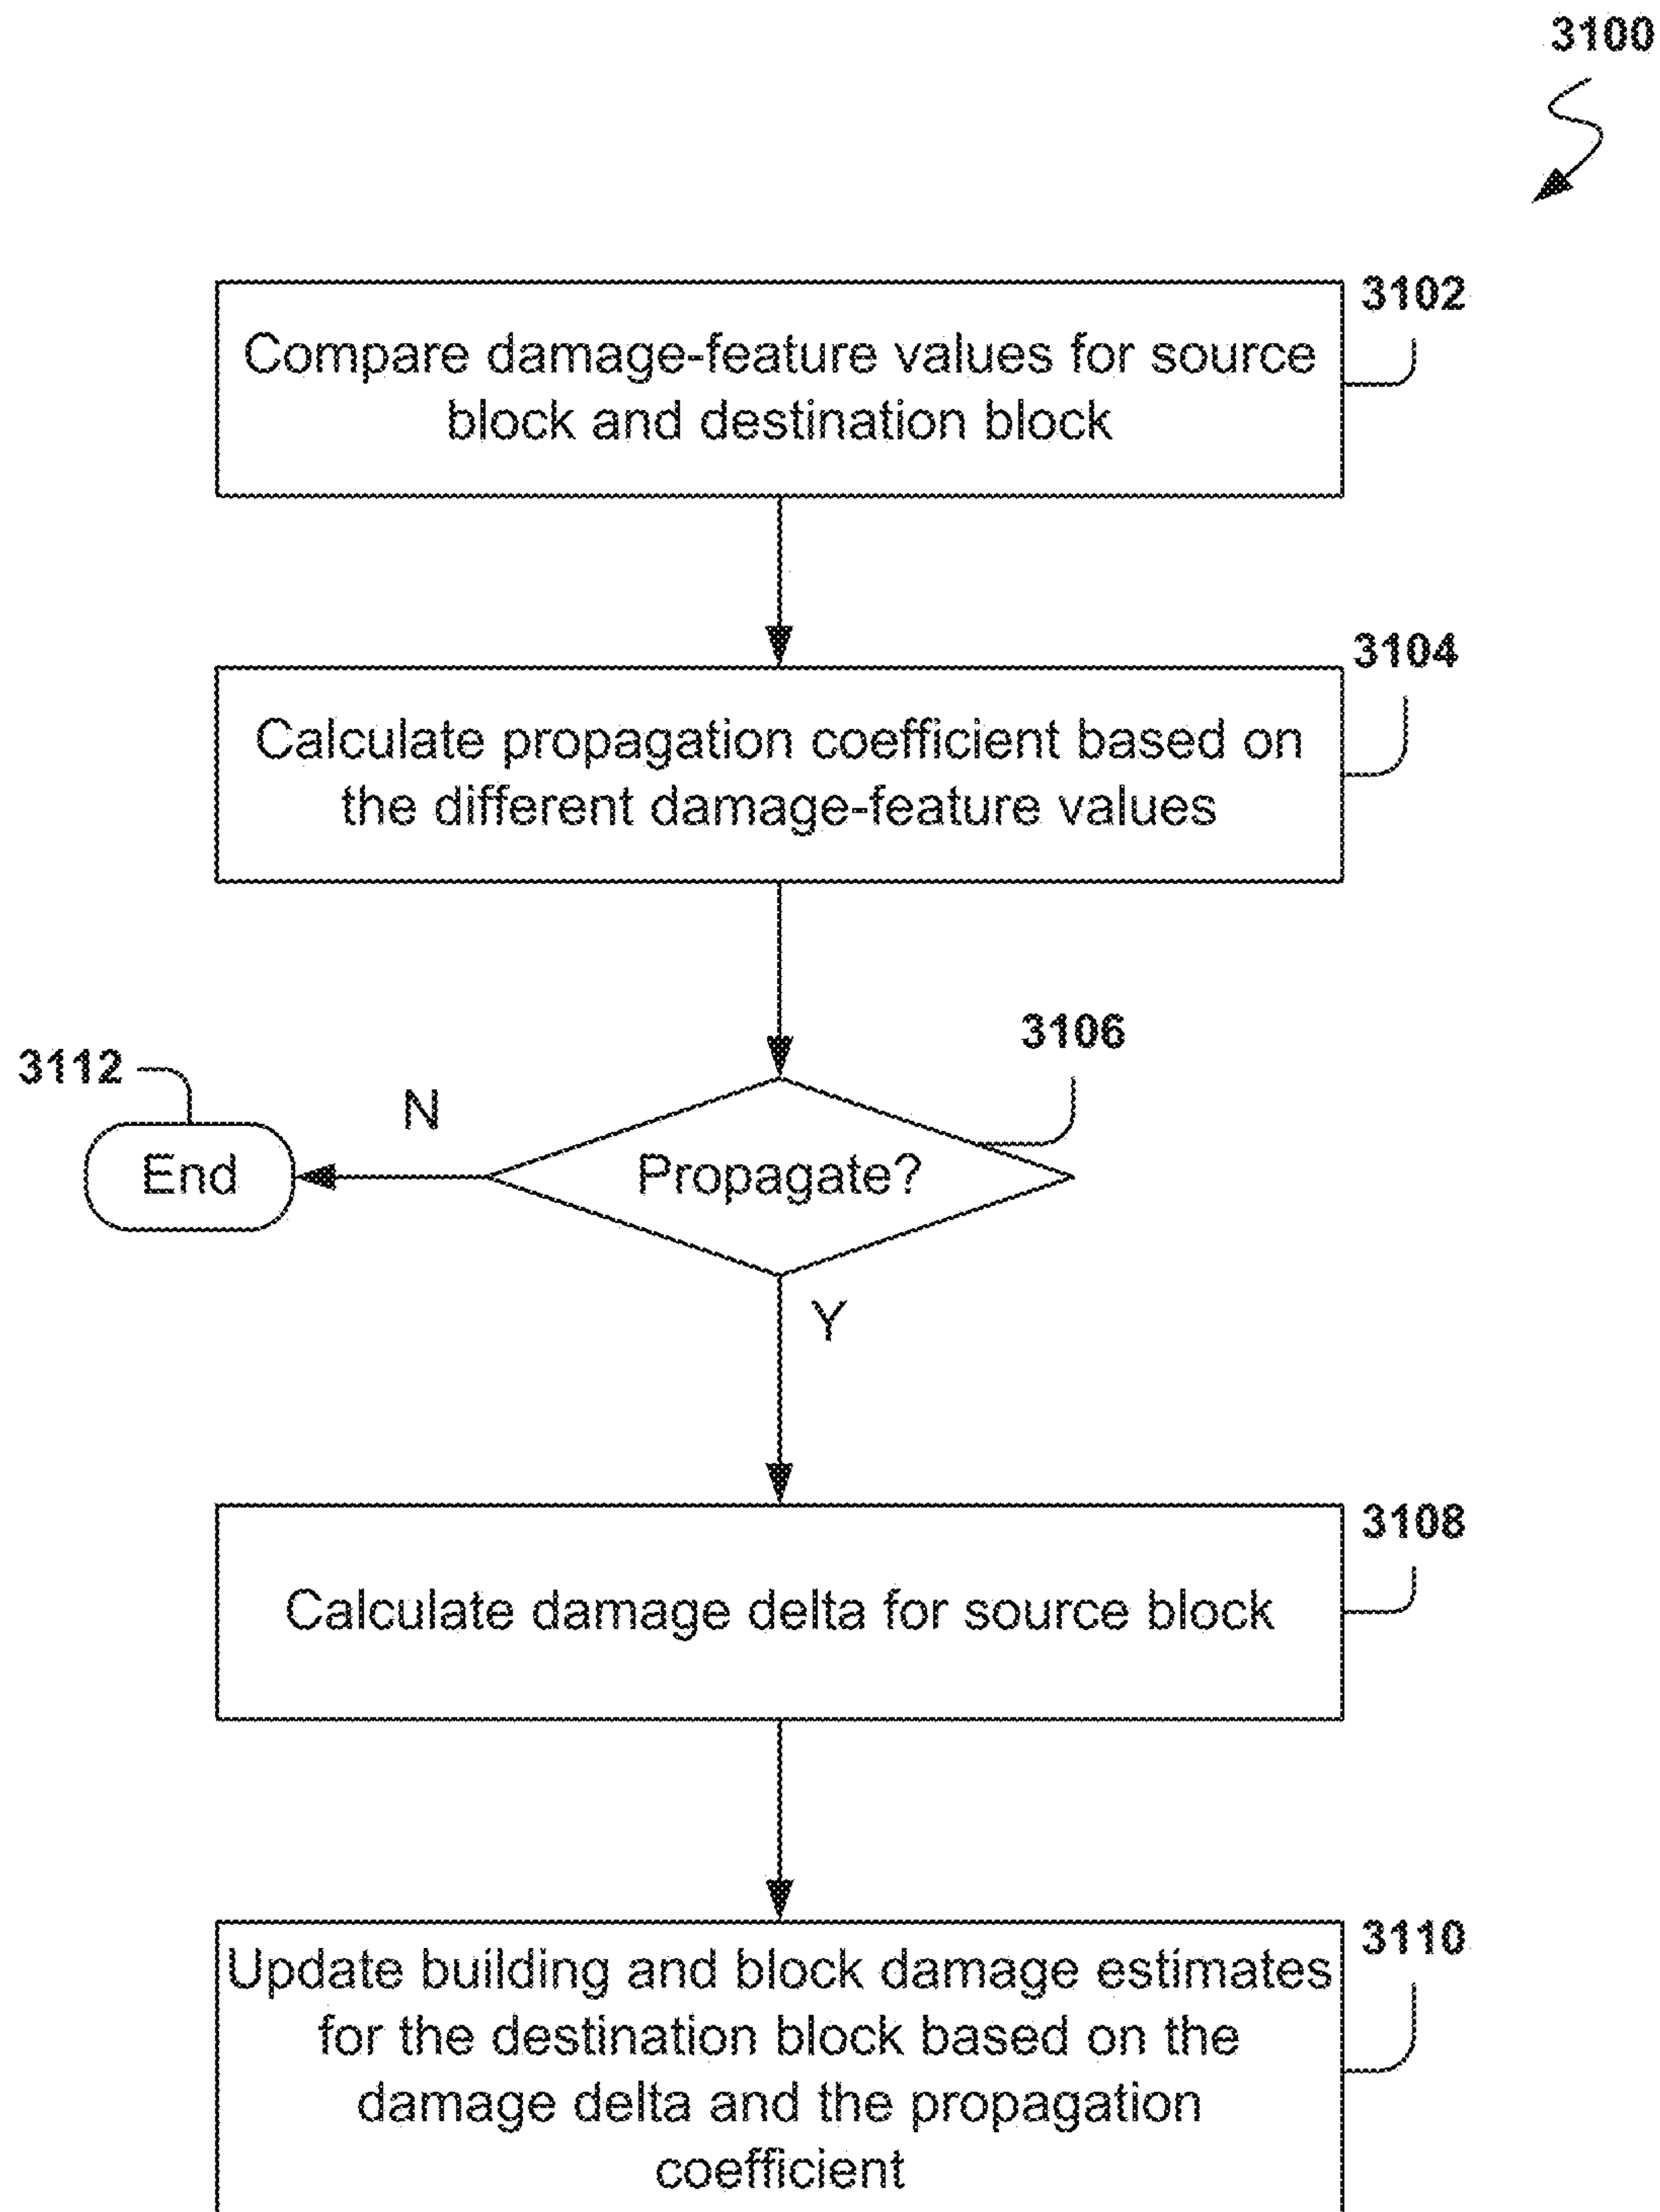 3100
3102
Compare damage-feature values for source
block and destination block
3104
Calculate propagation coefficient based on
the different damage-feature values
3106
3112
N
End
Propagate?
Y
3108
Calculate damage delta for source block
3110
Update building and block damage estimates
for the destination block based on the
damage delta and the propagation
coefficient